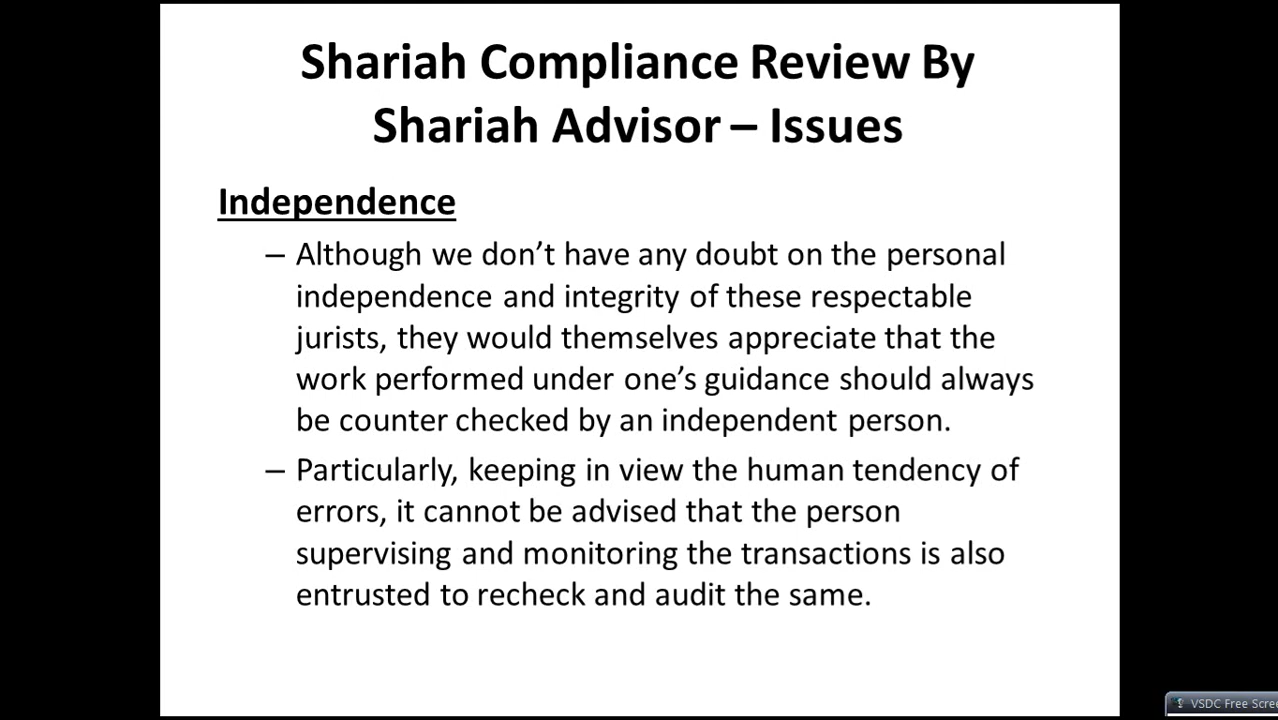 Shariah Compliance Review By
Shariah Advisor – Issues
Independence
– Although we don’t have any doubt on the personal
independence and integrity of these respectable
jurists, they would themselves appreciate that the
work performed under one’s guidance should always
be counter checked by an independent person.
– Particularly, keeping in view the human tendency of
errors, it cannot be advised that the person
supervising and monitoring the transactions is also
entrusted to recheck and audit the same.
VSDC Free Scre